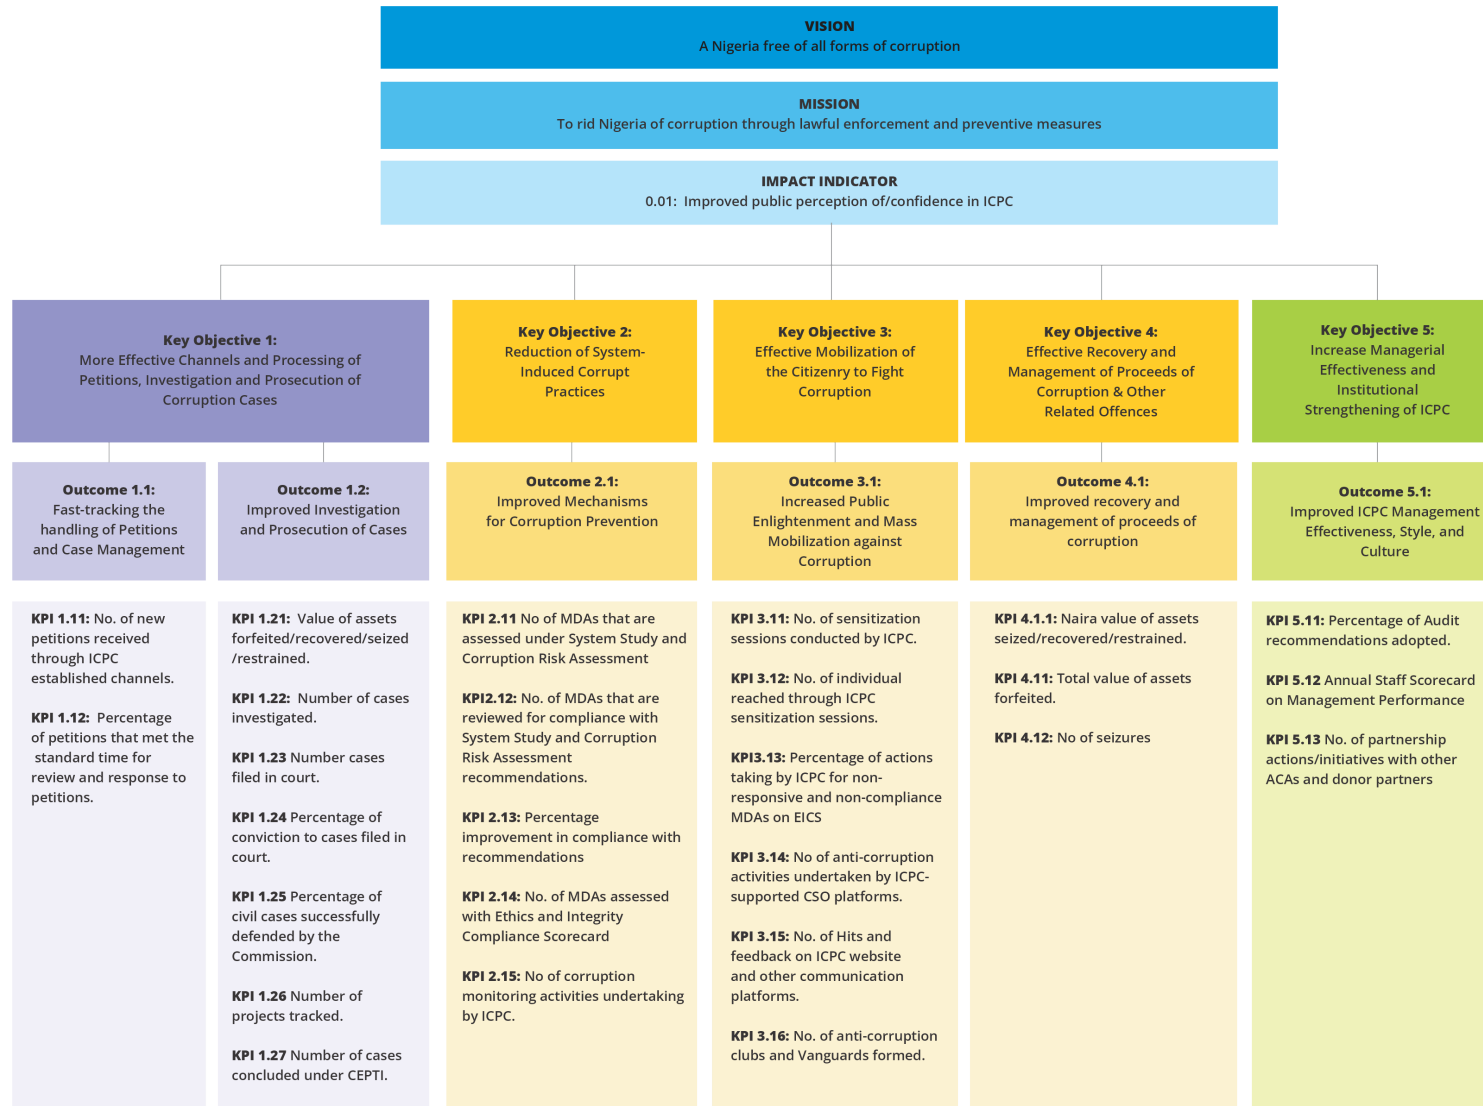 VISION
A Nigeria free of all forms of corruption
MISSION
To rid Nigeria of corruption through lawful enforcement and preventive measures
IMPACT INDICATOR
0.01: Improved public perception of/confidence in ICPC
Key Objective 1:
More Effective Channels and Processing of
Petitions, Investigation and Prosecution of
Corruption Cases
Key Objective 2:
Reduction of System-
Induced Corrupt
Practices
Key Objective 3:
Effective Mobilization of
the Citizenry to Fight
Corruption
Key Objective 4:
Effective Recovery and
Management of Proceeds of
Corruption & Other
Related Offences
Key Objective 5:
Increase Managerial
Effectiveness and
Institutional
Strengthening of ICPC
Outcome 1.1:
Fast-tracking the
handling of Petitions
and Case Management
Outcome 1.2:
Improved Investigation
and Prosecution of Cases
Outcome 2.1:
Improved Mechanisms
for Corruption Prevention
Outcome 3.1:
Increased Public
Enlightenment and Mass
Mobilization against
Corruption
Outcome 4.1:
Improved recovery and
management of proceeds of
corruption
Outcome 5.1:
Improved ICPC Management
Effectiveness, Style, and
Culture
KPI 1.11: No. of new
petitions received
through ICPC
established channels.
KPI 1.12: Percentage
of petitions that met the
standard time for
review and response to
petitions.
KPI 1.21: Value of assets
forfeited/recovered/seized
/restrained.
KPI 1.22: Number of cases
investigated.
KPI 1.23 Number cases
filed in court.
KPI 1.24 Percentage of
conviction to cases filed in
court.
KPI 1.25 Percentage of
civil cases successfully
defended by the
Commission.
KPI 1.26 Number of
projects tracked.
KPI 1.27 Number of cases
concluded under CEPTI.
KPI 2.11 No of MDAs that are
assessed under System Study and
Corruption Risk Assessment
KPI2.12: No. of MDAs that are
reviewed for compliance with
System Study and Corruption
Risk Assessment
recommendations.
KPI 2.13: Percentage
improvement in compliance with
recommendations
KPI 2.14: No. of MDAs assessed
with Ethics and Integrity
Compliance Scorecard
KPI 2.15: No of corruption
monitoring activities undertaking
by ICPC.
KPI 3.11: No. of sensitization
sessions conducted by ICPC.
KPI 3.12: No. of individual
reached through ICPC
sensitization sessions.
KPI3.13: Percentage of actions
taking by ICPC for non-
responsive and non-compliance
MDAs on EICS
KPI 3.14: No of anti-corruption
activities undertaken by ICPC-
supported CSO platforms.
KPI 3.15: No. of Hits and
feedback on ICPC website
and other communication
platforms.
KPI 3.16: No. of anti-corruption
clubs and Vanguards formed.
KPI 4.1.1: Naira value of assets
seized/recovered/restrained.
KPI 4.11: Total value of assets
forfeited.
KPI 4.12: No of seizures
KPI 5.11: Percentage of Audit
recommendations adopted.
KPI 5.12 Annual Staff Scorecard
on Management Performance
KPI 5.13 No. of partnership
actions/initiatives with other
ACAs and donor partners